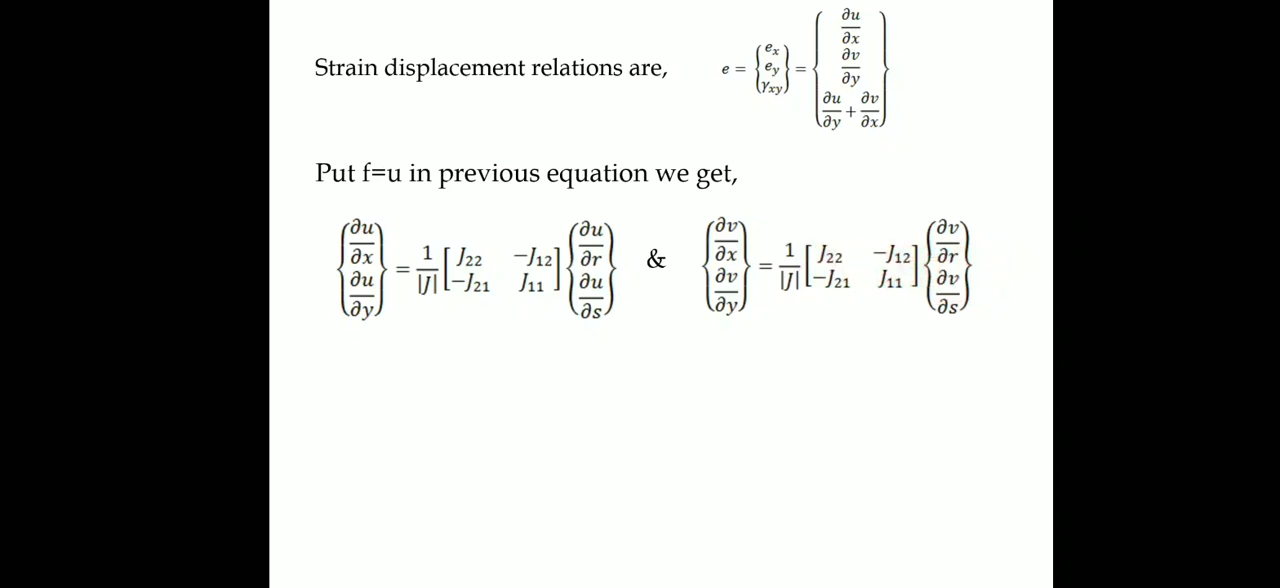 Strain displacement relations are, e = {e_x e_y γ_xy} = {∂u/∂x ∂v/∂y ∂u/∂y + ∂v/∂x}
Put f=u in previous equation we get,
{∂u/∂x ∂u/∂y} = 1/|J| [J₂₂ −J₁₂ −J₂₁ J₁₁] {∂u/∂r ∂u/∂s} & {∂v/∂x ∂v/∂y} = 1/|J| [J₂₂ −J₁₂ −J₂₁ J₁₁] {∂v/∂r ∂v/∂s}